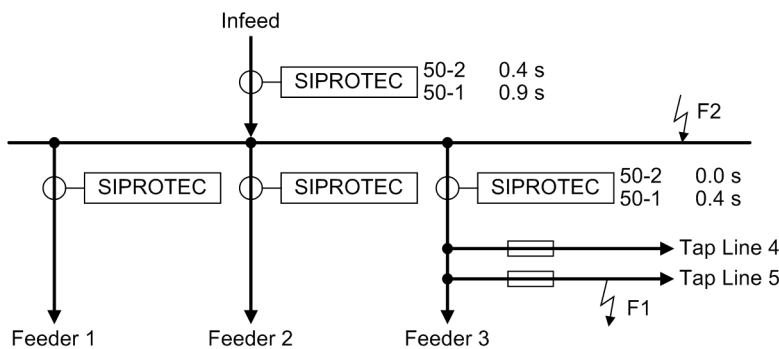 Infeed
SIPROTEC
50-2 0.4 s
50-1 0.9 s
F2
SIPROTEC
SIPROTEC
SIPROTEC
50-2 0.0 s
50-1 0.4 s
Tap Line 4
Tap Line 5
F1
Feeder 1
Feeder 2
Feeder 3